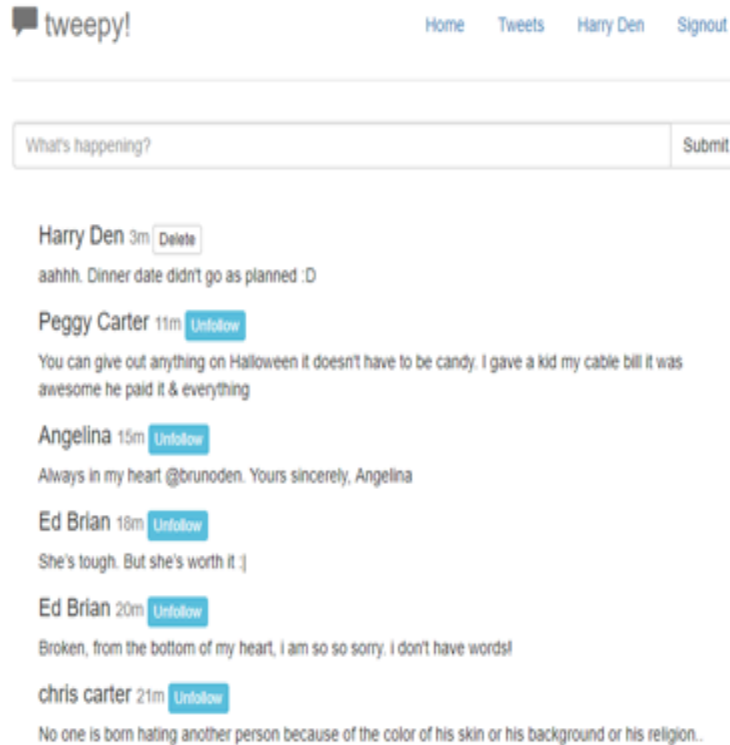 tweepy!
Home Tweets Harry Den Signout
What's happening? Submit
Harry Den 3m Delete
aahhh. Dinner date didn't go as planned :D
Peggy Carter 11m Unfollow
You can give out anything on Halloween it doesn't have to be candy. I gave a kid my cable bill it was
awesome he paid it & everything
Angelina 15m Unfollow
Always in my heart @brunoden. Yours sincerely, Angelina
Ed Brian 18m Unfollow
She's tough. But she's worth it :|
Ed Brian 20m Unfollow
Broken, from the bottom of my heart, i am so so sorry. i don't have words!
chris carter 21m Unfollow
No one is born hating another person because of the color of his skin or his background or his religion..